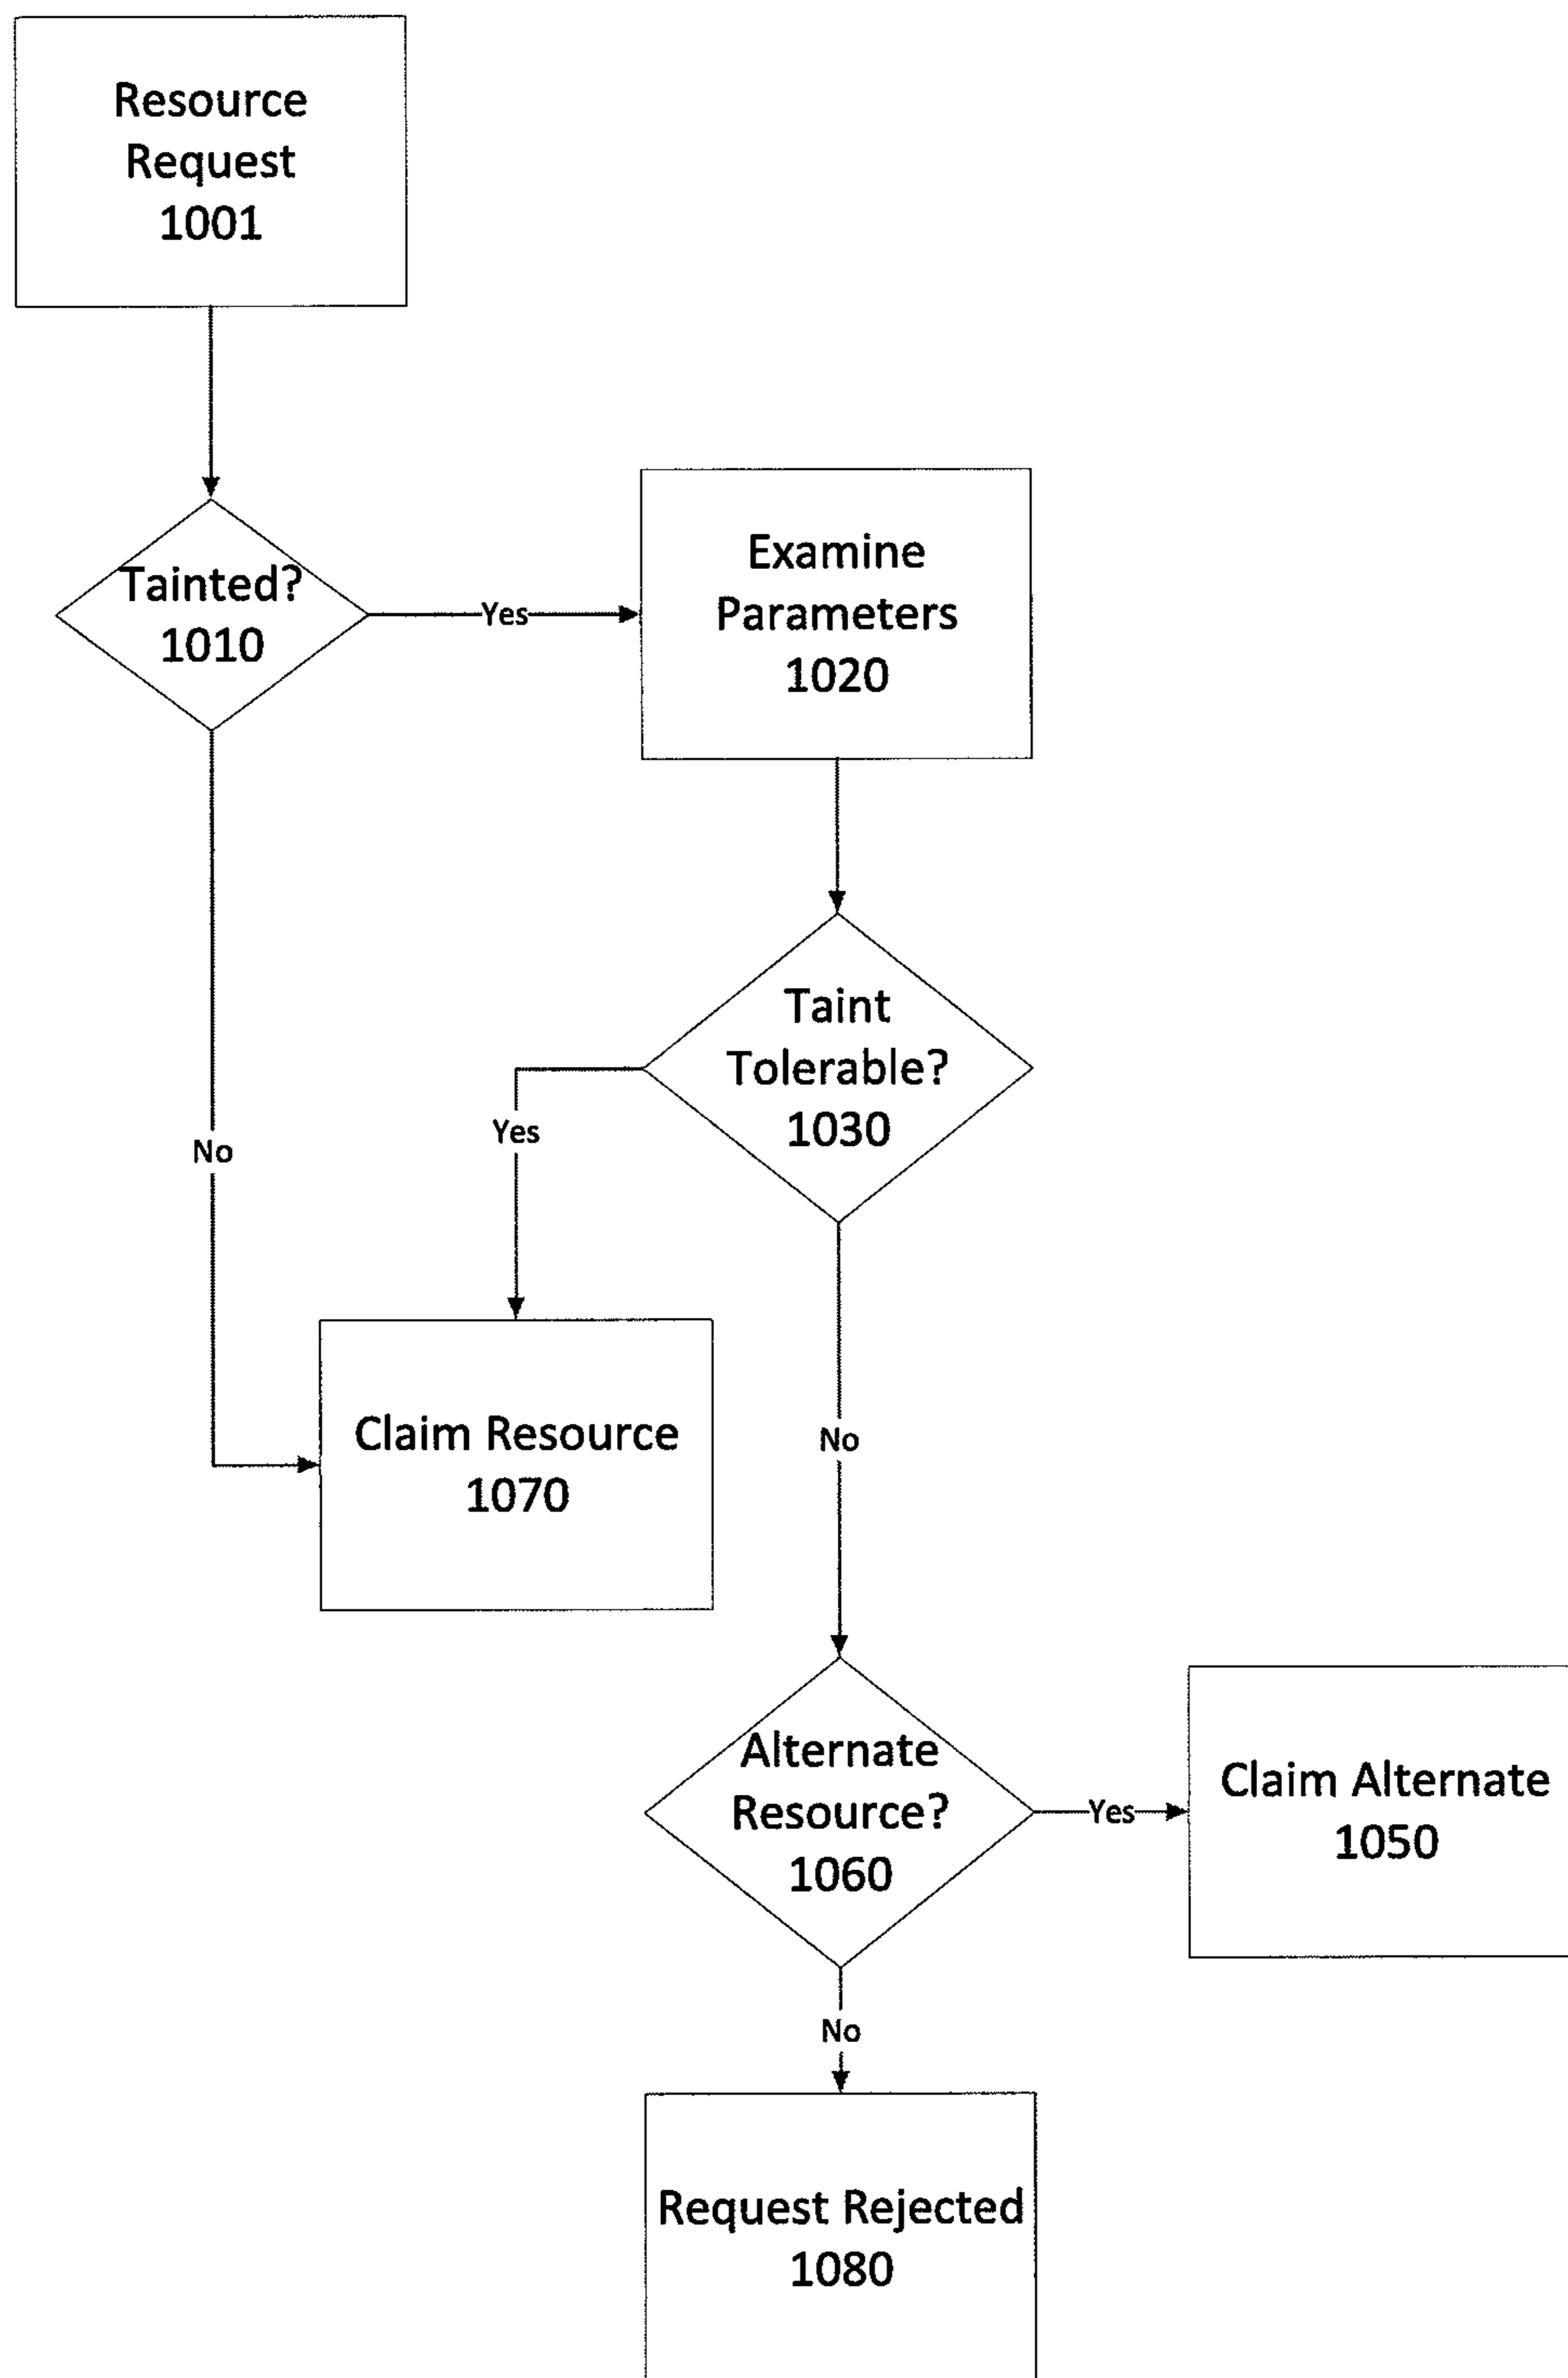 Resource
Request
1001
Tainted?
1010
Yes
Examine
Parameters
1020
Taint
Tolerable?
1030
Yes
No
Claim Resource
1070
No
Alternate
Resource?
1060
Yes
Claim Alternate
1050
No
Request Rejected
1080